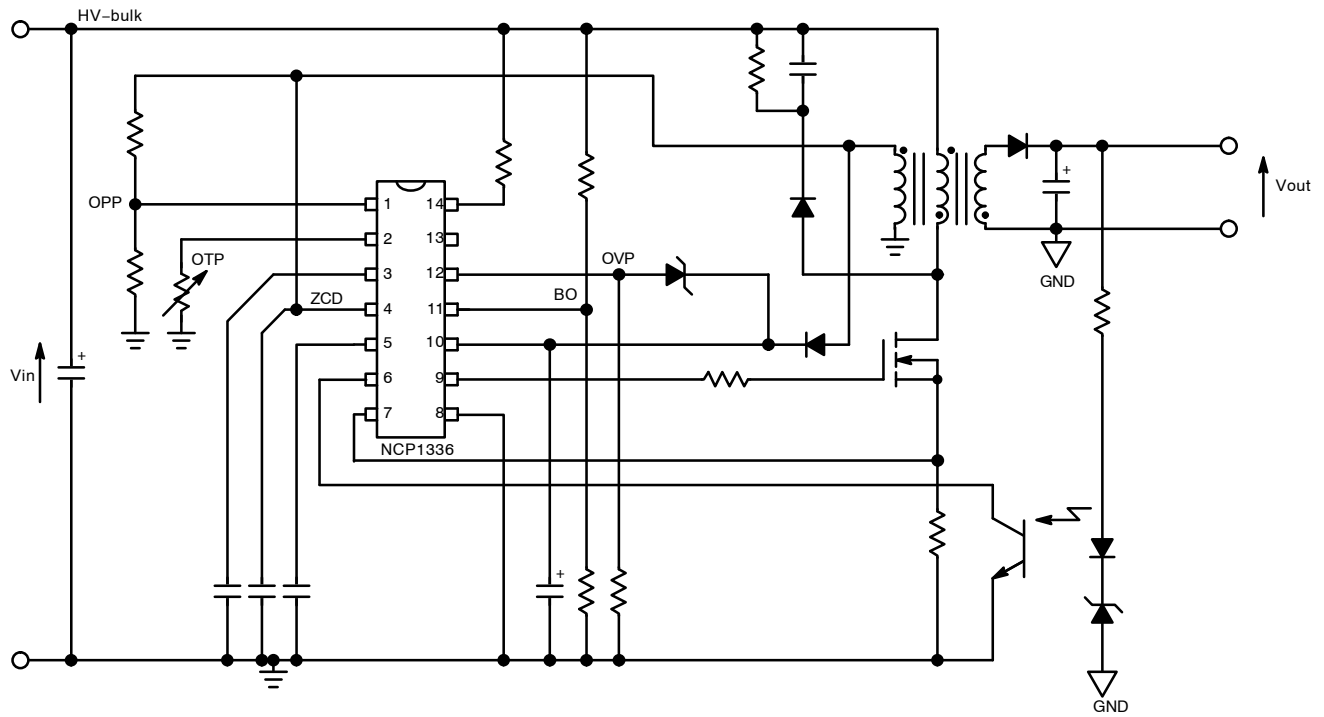 HV–bulk
OPP
1
14
2
13
OTP
3
12
OVP
ZCD
4
11
BO
5
10
6
9
7
8
NCP1336
Vin
+
+
+
Vout
GND
GND